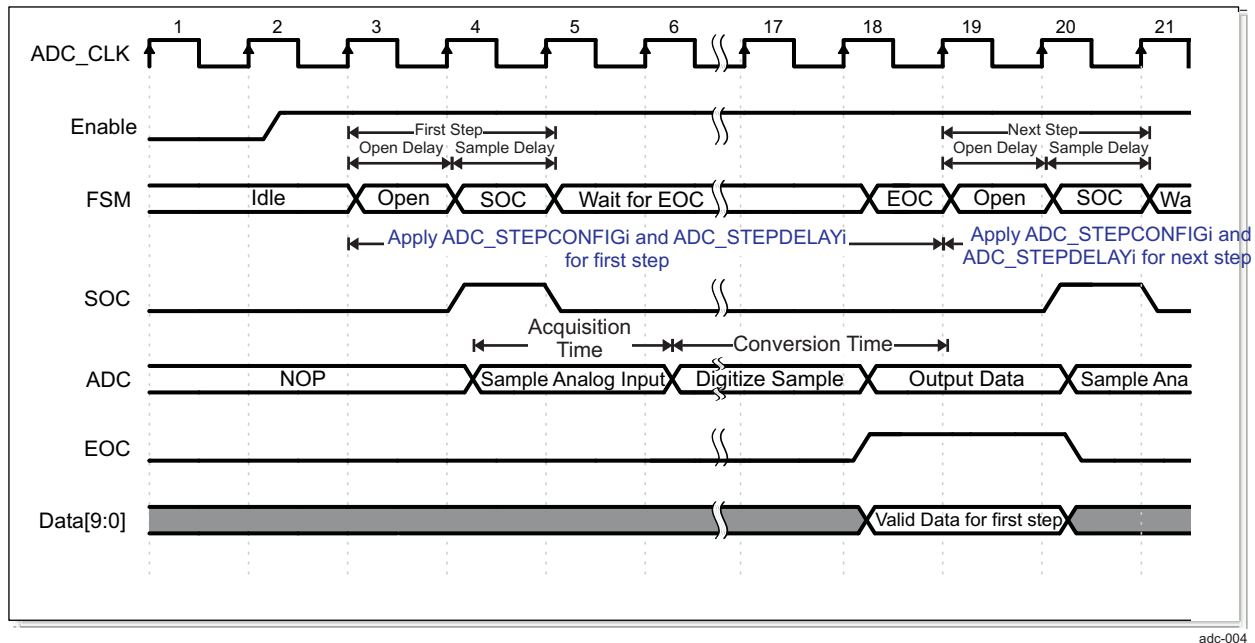 1 2 3 4 5 6 17 18 19 20 21
ADC_CLK
Enable
First Step
Open Delay Sample Delay
Next Step
Open Delay Sample Delay
FSM Idle Open SOC Wait for EOC EOC Open SOC Wa
Apply ADC_STEPCONFIGi and ADC_STEPDELAYi
for first step
Apply ADC_STEPCONFIGi and
ADC_STEPDELAYi for next step
SOC
Acquisition
Time
Conversion Time
ADC NOP Sample Analog Input Digitize Sample Output Data Sample Ana
EOC
Data[9:0] Valid Data for first step
adc-004